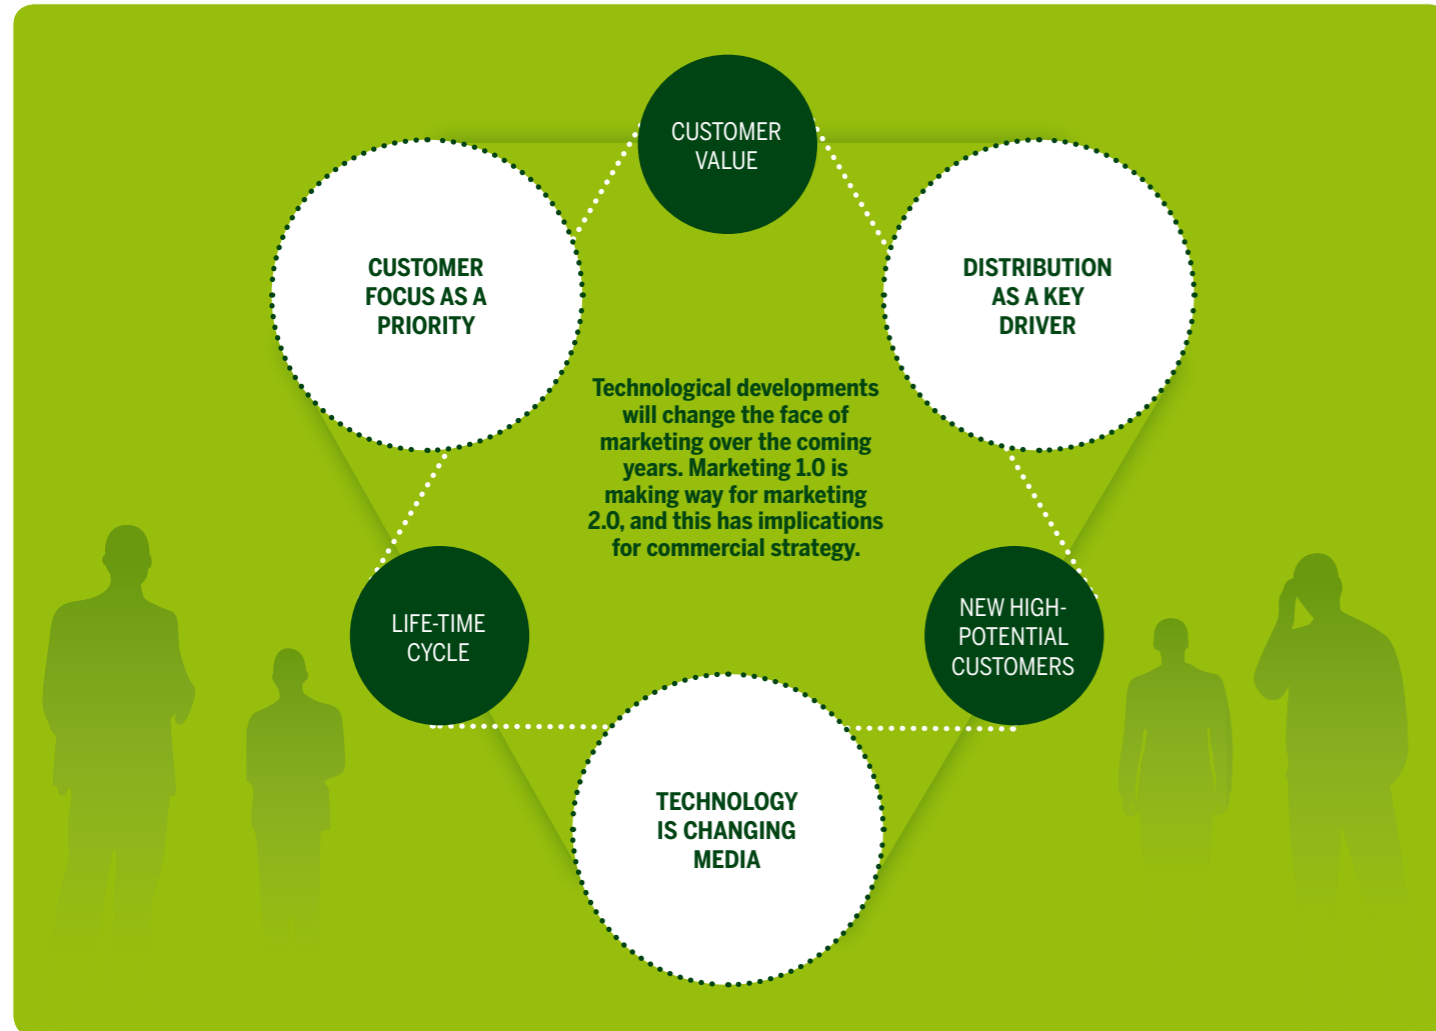 CUSTOMER
VALUE
CUSTOMER
FOCUS AS A
PRIORITY
DISTRIBUTION
AS A KEY
DRIVER
Technological developments
will change the face of
marketing over the coming
years. Marketing 1.0 is
making way for marketing
2.0, and this has implications
for commercial strategy.
LIFE-TIME
CYCLE
NEW HIGH-
POTENTIAL
CUSTOMERS
TECHNOLOGY
IS CHANGING
MEDIA